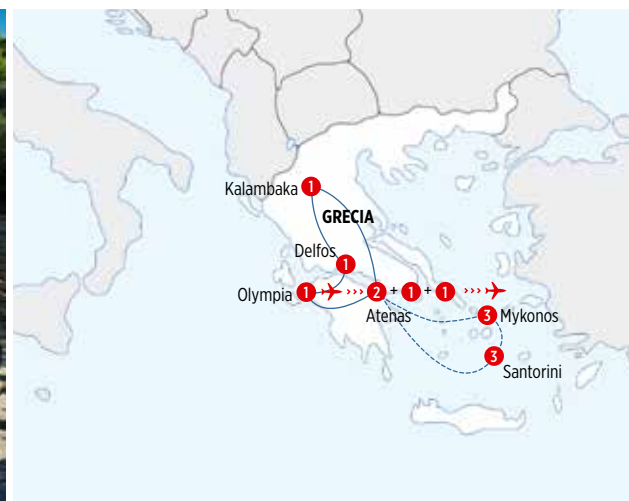 Kalambaka 1
GRECIA
Delfos
1
Olympia 1 2 + 1 + 1
Atenas
3 Mykonos
3
Santorini